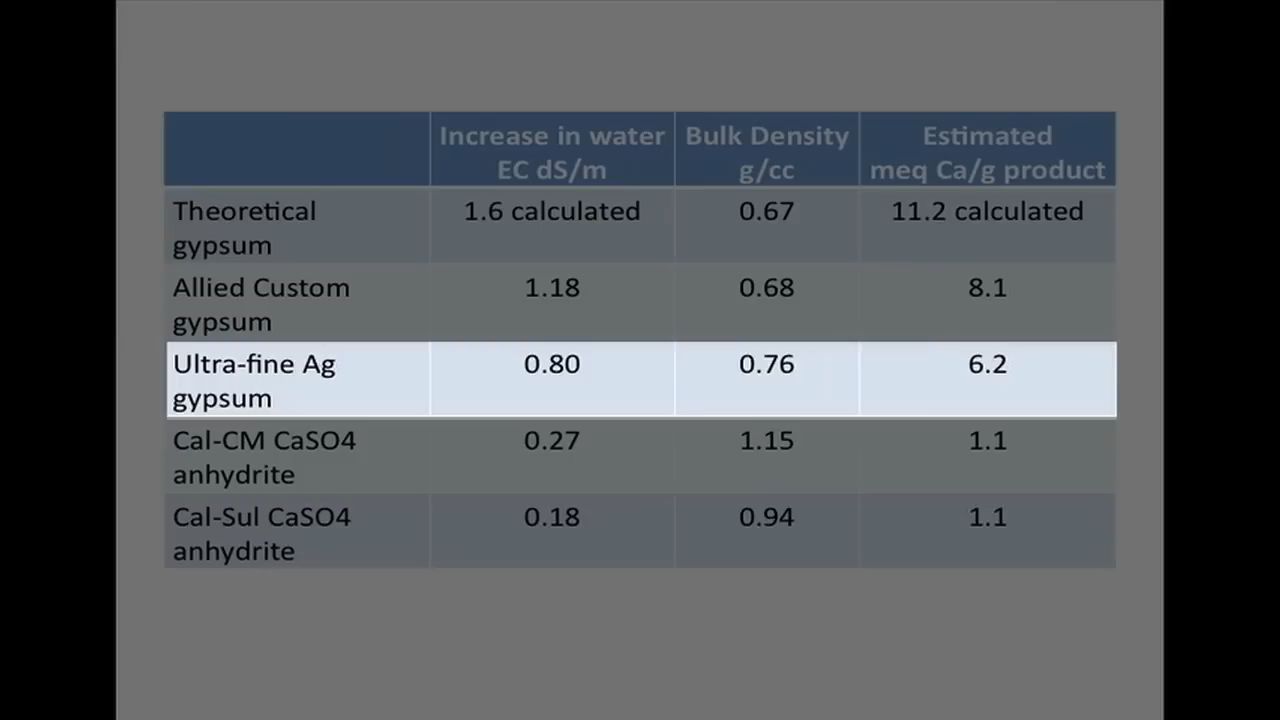 Increase in water EC dS/m
Bulk Density g/cc
Estimated meq Ca/g product
Theoretical gypsum
1.6 calculated
0.67
11.2 calculated
Allied Custom gypsum
1.18
0.68
8.1
Ultra-fine Ag gypsum
0.80
0.76
6.2
Cal-CM CaSO4 anhydrite
0.27
1.15
1.1
Cal-Sul CaSO4 anhydrite
0.18
0.94
1.1